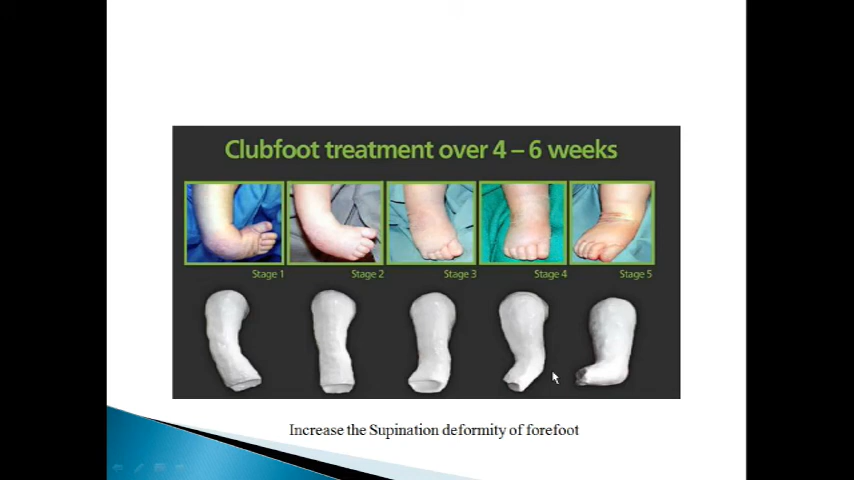 Clubfoot treatment over 4 – 6 weeks
Stage 1 Stage 2 Stage 3 Stage 4 Stage 5
Increase the Supination deformity of forefoot